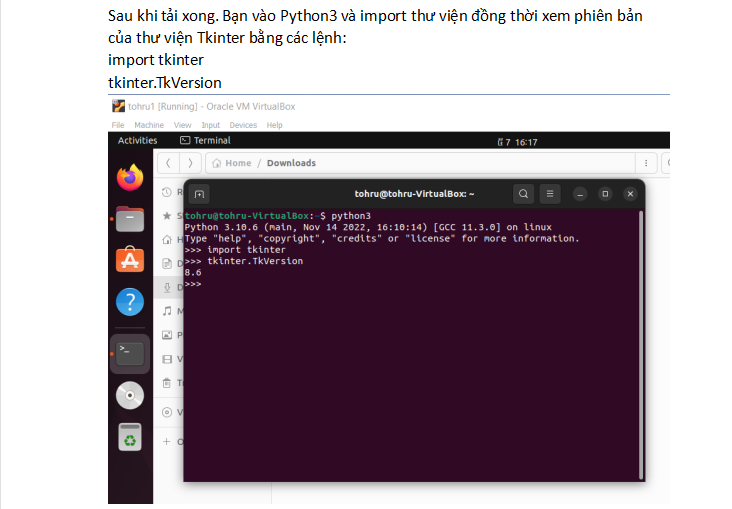 Sau khi tải xong. Bạn vào Python3 và import thư viện đồng thời xem phiên bản
của thư viện Tkinter bằng các lệnh:
import tkinter
tkinter.TkVersion
tohru1 [Running] - Oracle VM VirtualBox
File Machine View Input Devices Help
Activities Terminal 7 16:17
Home / Downloads
tohru@tohru-VirtualBox: ~
tohru@tohru-VirtualBox:~$ python3
Python 3.10.6 (main, Nov 14 2022, 16:10:14) [GCC 11.3.0] on linux
Type "help", "copyright", "credits" or "license" for more information.
>>> import tkinter
>>> tkinter.TkVersion
8.6
>>>